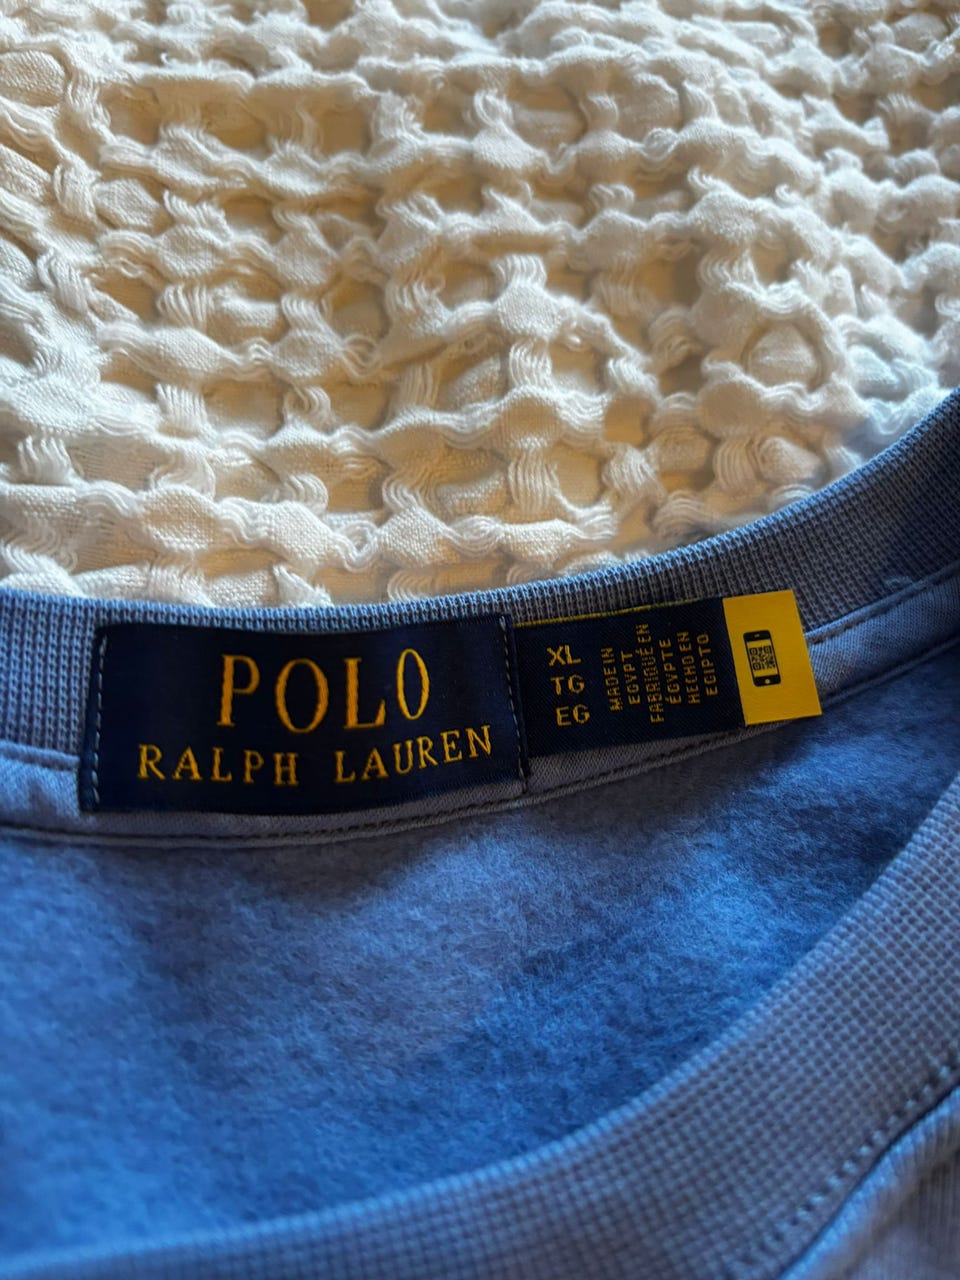 POLO
RALPH LAUREN
XL
TG
EG
MADE IN
EGYPT
FABRIQUÉ EN
EGYPTE
HECHO EN
EGIPTO